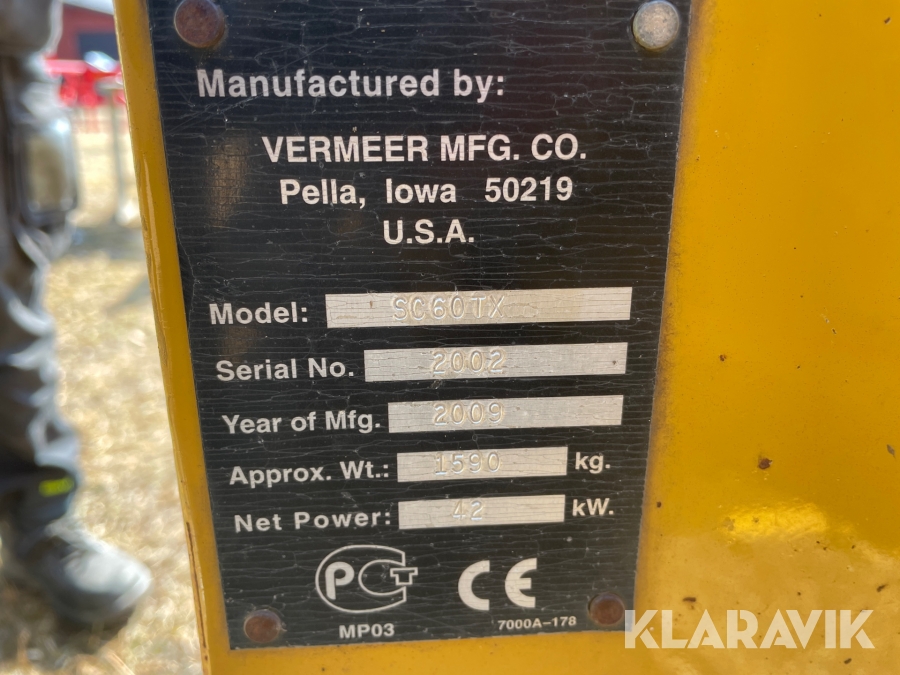 Manufactured by:
VERMEER MFG. CO.
Pella, Iowa 50219
U.S.A.
Model: SC60TX
Serial No. 2002
Year of Mfg. 2009
Approx. Wt.: 1590 kg.
Net Power: 42 kW.
PCT CE
MP03 7000A-178
KLARAVIK